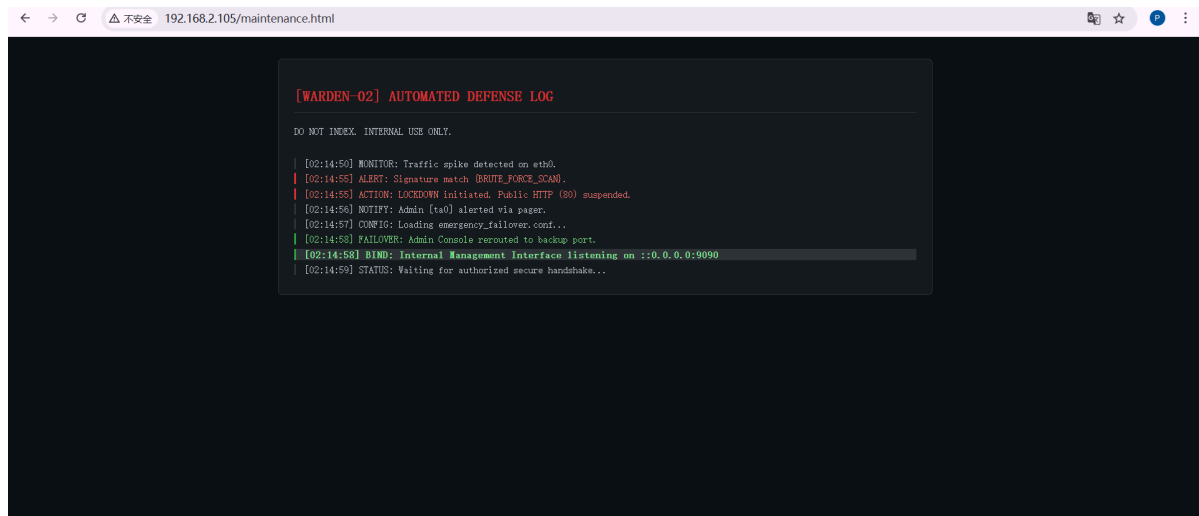 不安全 192.168.2.105/maintenance.html
P
[WARDEN-02] AUTOMATED DEFENSE LOG
DO NOT INDEX. INTERNAL USE ONLY.
[02:14:50] MONITOR: Traffic spike detected on eth0.
[02:14:55] ALERT: Signature match (BRUTE_FORCE_SCAN).
[02:14:55] ACTION: LOCKDOWN initiated. Public HTTP (80) suspended.
[02:14:56] NOTIFY: Admin [ta0] alerted via pager.
[02:14:57] CONFIG: Loading emergency_failover.conf...
[02:14:58] FAILOVER: Admin Console rerouted to backup port.
[02:14:58] BIND: Internal Management Interface listening on ::0.0.0.0:9090
[02:14:59] STATUS: Waiting for authorized secure handshake...